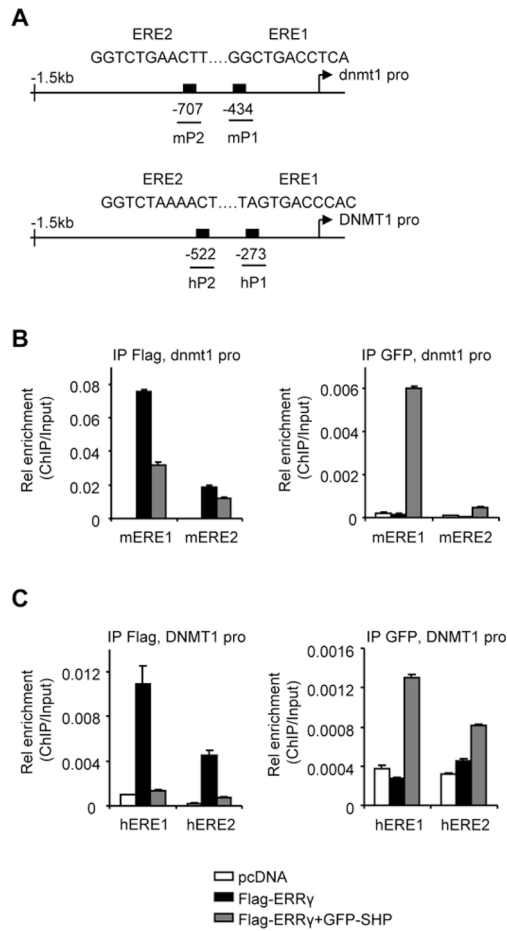 A
ERE2 ERE1
GGTCTGAACTT....GGCTGACCTCA
-1.5kb dnmt1 pro
-707 -434
mP2 mP1
ERE2 ERE1
GGTCTAAAACT....TAGTGACCCAC
-1.5kb DNMT1 pro
-522 -273
hP2 hP1
B
IP Flag, dnmt1 pro
Rel enrichment
(ChIP/Input)
0.08
0.06
0.04
0.02
0
mERE1 mERE2
IP GFP, dnmt1 pro
Rel enrichment
(ChIP/Input)
0.006
0.004
0.002
0
mERE1 mERE2
C
IP Flag, DNMT1 pro
Rel enrichment
(ChIP/Input)
0.012
0.008
0.004
0
hERE1 hERE2
IP GFP, DNMT1 pro
Rel enrichment
(ChIP/Input)
0.0016
0.0012
0.0008
0.0004
0
hERE1 hERE2
pcDNA
Flag-ERRγ
Flag-ERRγ+GFP-SHP